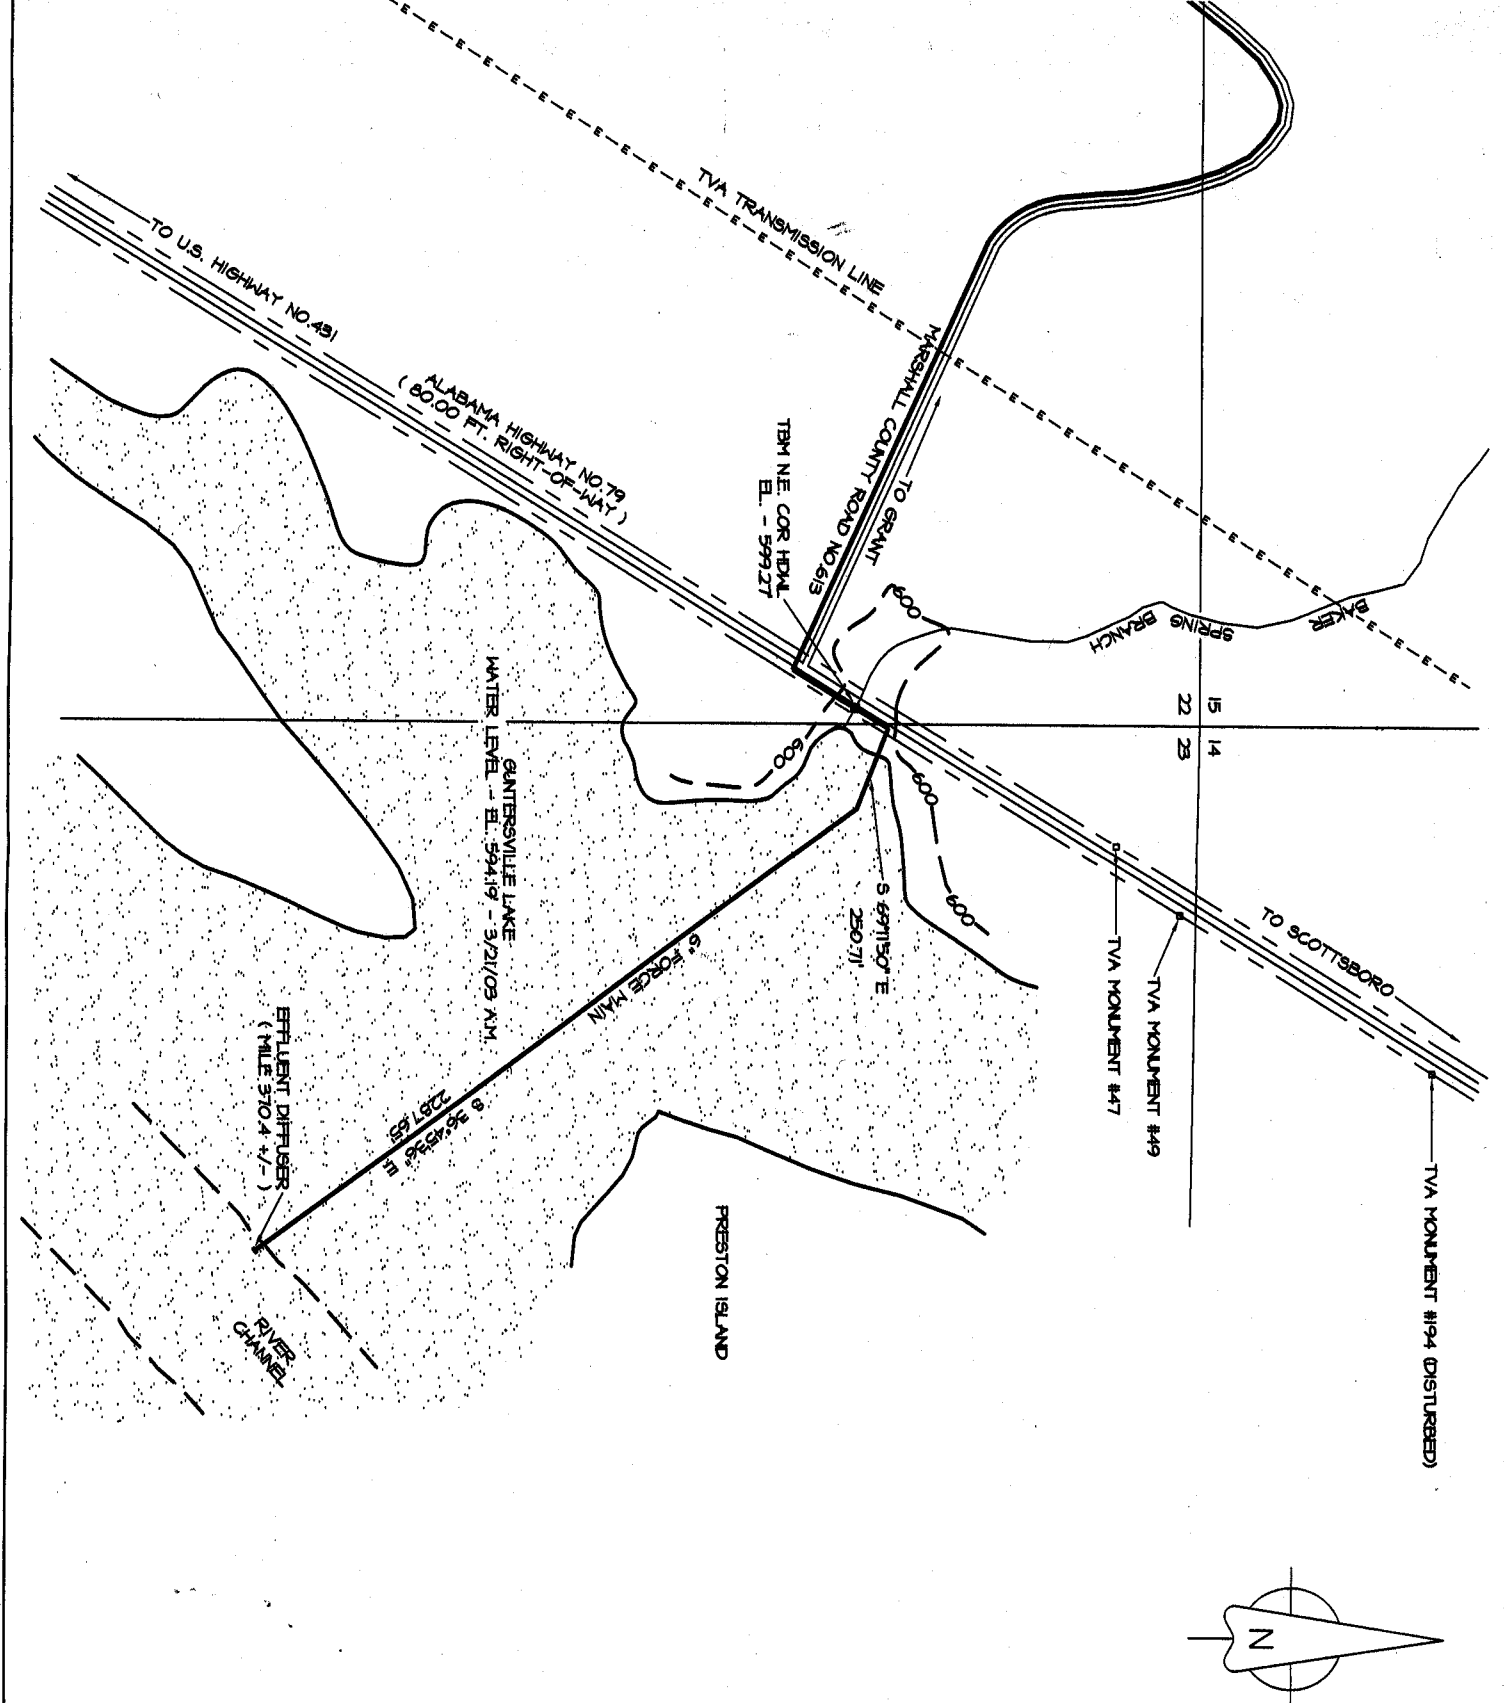 TVA TRANSMISSION LINE
TO U.S. HIGHWAY NO.431
ALABAMA HIGHWAY NO.79
( 80.00 FT. RIGHT-OF-WAY )
MARSHALL COUNTY ROAD NO.613
TO GRANT
TBM N.E. COR HDWL
EL. - 599.27
600
BAKER
SPRING
BRANCH
15
22
14
23
600
600
600
GUNTERSVILLE LAKE
WATER LEVEL - EL. 594.19 - 3/21/03 A.M.
S 69°11'50" E
250.71'
6" FORCE MAIN
S 36°45'36" E
2287.65'
EFFLUENT DIFFUSER
( MILE 370.4 +/- )
RIVER
CHANNEL
PRESTON ISLAND
TVA MONUMENT #47
TVA MONUMENT #49
TO SCOTTSBORO
TVA MONUMENT #194 (DISTURBED)
N